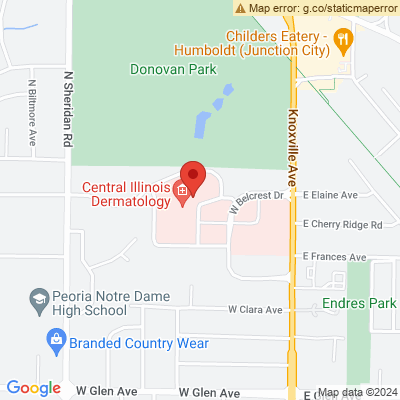 Map error: g.co/staticmaperror
Childers Eatery -
Humboldt (Junction City)
Donovan Park
N Biltmore Ave
N Sheridan Rd
Knoxville Ave
Central Illinois
Dermatology
W Belcrest Dr
E Elaine Ave
E Cherry Ridge Rd
E Frances Ave
Peoria Notre Dame
High School
W Clara Ave
Endres Park
Branded Country Wear
Google
W Glen Ave
W Glen Ave
E Glen Ave
Map data ©2024